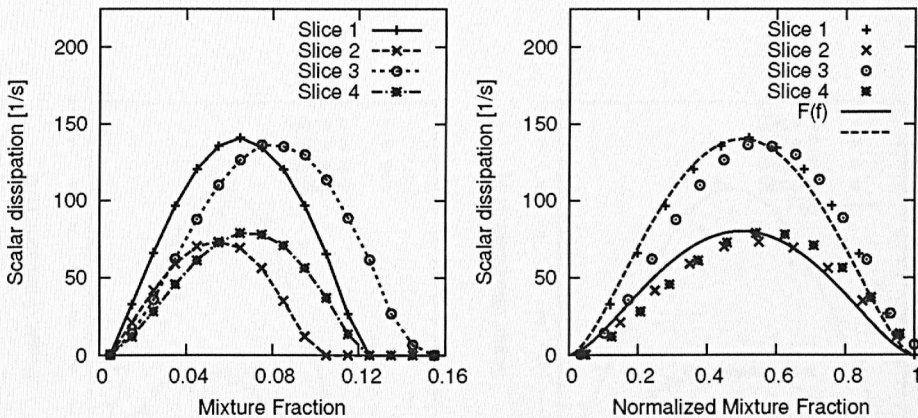 Scalar dissipation [1/s]
200
150
100
50
0
0
0.04
0.08
0.12
0.16
Mixture Fraction
Slice 1
Slice 2
Slice 3
Slice 4
Scalar dissipation [1/s]
200
150
100
50
0
0
0.2
0.4
0.6
0.8
1
Normalized Mixture Fraction
Slice 1
Slice 2
Slice 3
Slice 4
F(f)